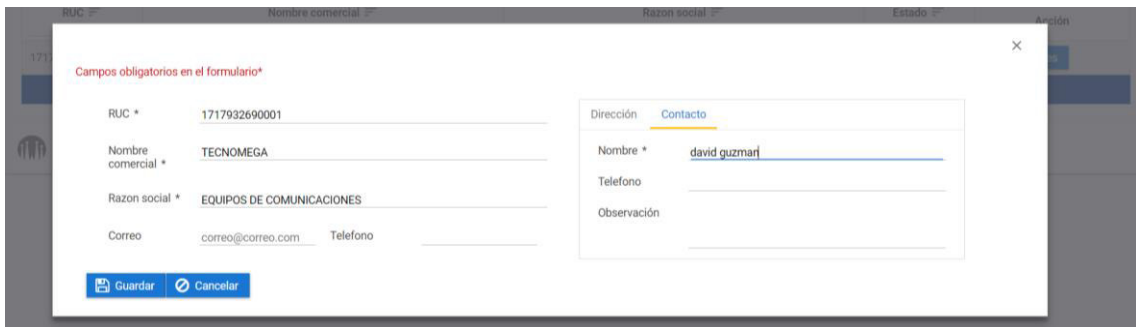 RUC Nombre comercial Razon social Estado Acción
1717
Campos obligatorios en el formulario*
RUC * 1717932690001
Nombre comercial * TECNOMEGA
Razon social * EQUIPOS DE COMUNICACIONES
Correo correo@correo.com Telefono
Dirección Contacto
Nombre * david guzman
Telefono
Observación
Guardar Cancelar